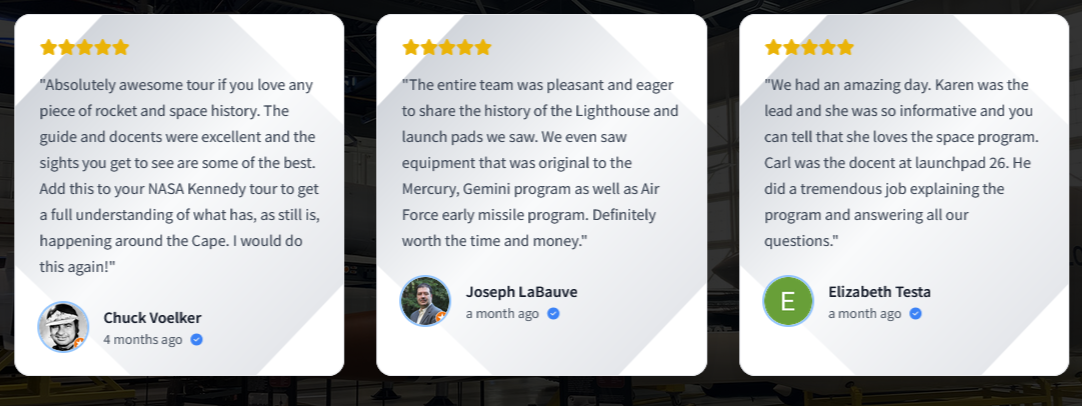 "Absolutely awesome tour if you love any
piece of rocket and space history. The
guide and docents were excellent and the
sights you get to see are some of the best.
Add this to your NASA Kennedy tour to get
a full understanding of what has, as still is,
happening around the Cape. I would do
this again!"
Chuck Voelker
4 months ago
"The entire team was pleasant and eager
to share the history of the Lighthouse and
launch pads we saw. We even saw
equipment that was original to the
Mercury, Gemini program as well as Air
Force early missile program. Definitely
worth the time and money."
Joseph LaBauve
a month ago
"We had an amazing day. Karen was the
lead and she was so informative and you
can tell that she loves the space program.
Carl was the docent at launchpad 26. He
did a tremendous job explaining the
program and answering all our
questions."
E
Elizabeth Testa
a month ago